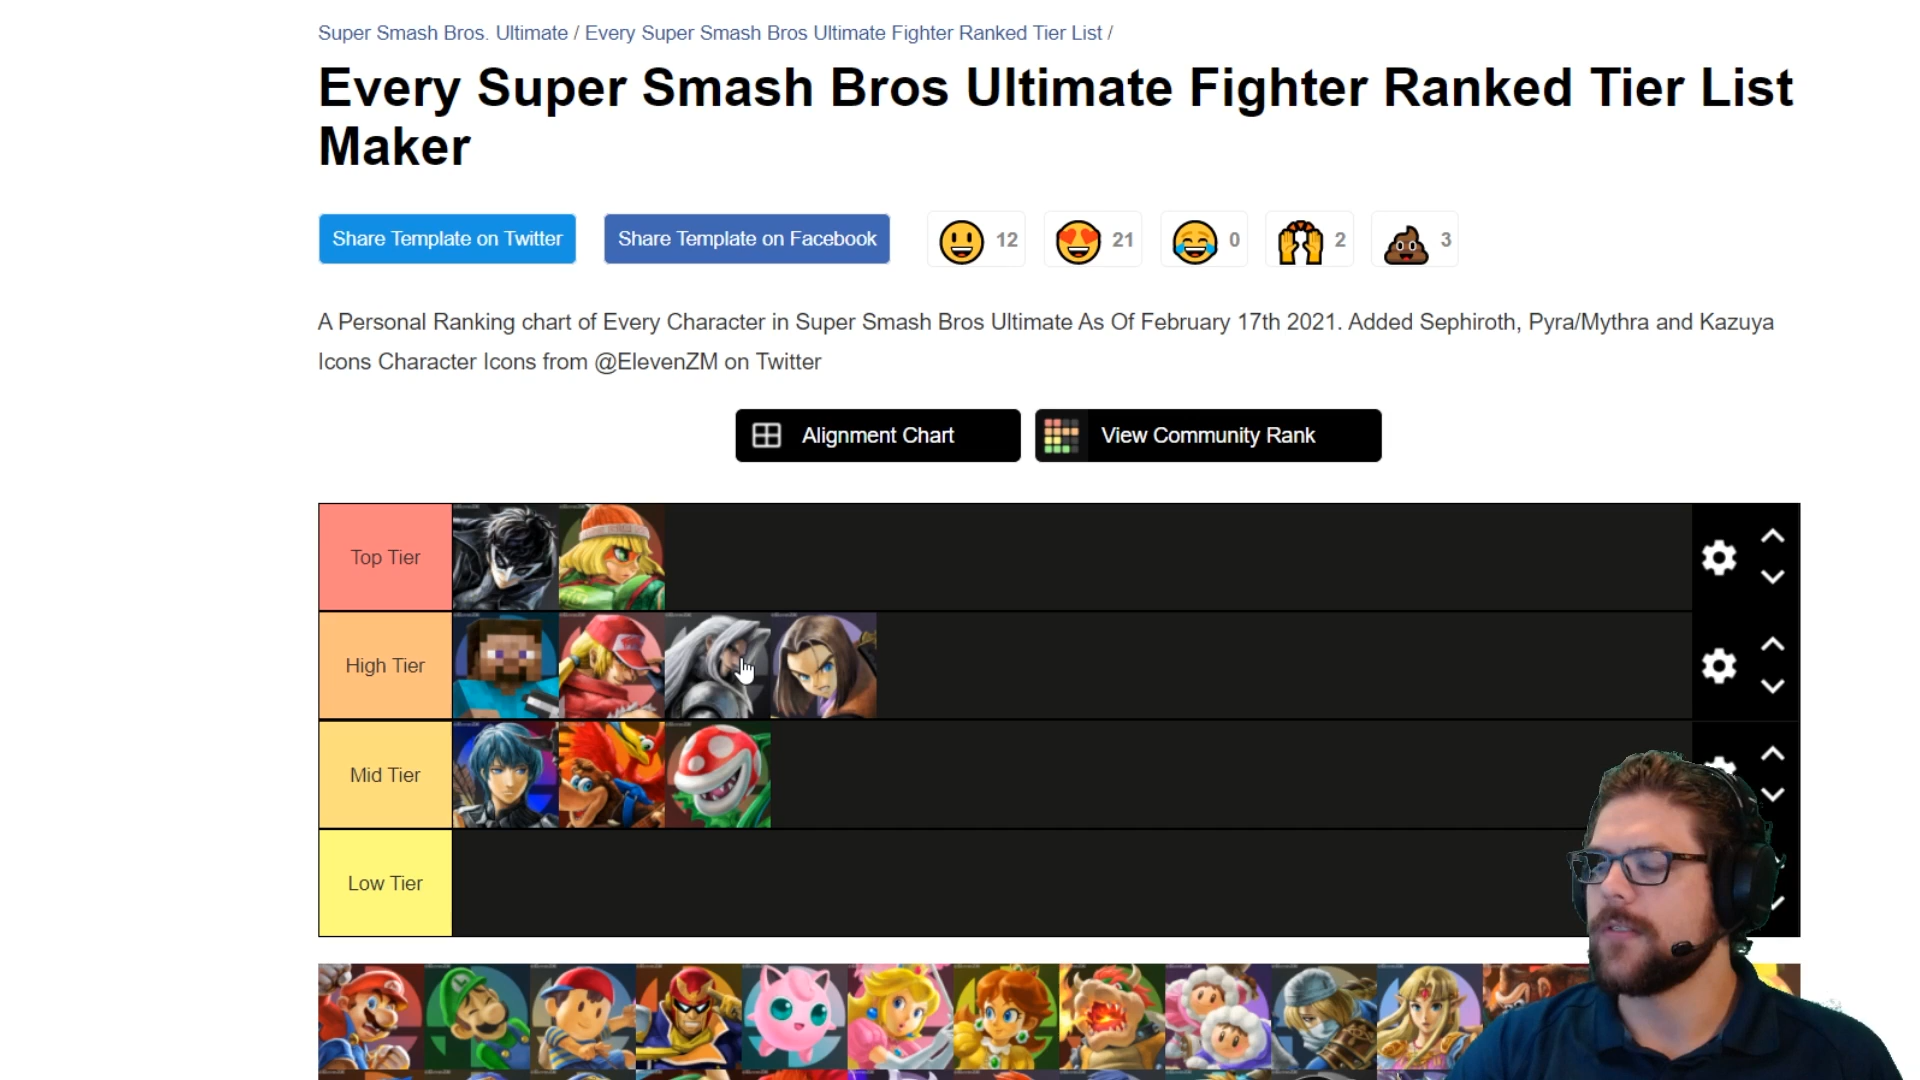 Super Smash Bros. Ultimate / Every Super Smash Bros Ultimate Fighter Ranked Tier List /
Every Super Smash Bros Ultimate Fighter Ranked Tier List
Maker
Share Template on Twitter
Share Template on Facebook
12
21
0
2
3
A Personal Ranking chart of Every Character in Super Smash Bros Ultimate As Of February 17th 2021. Added Sephiroth, Pyra/Mythra and Kazuya
Icons Character Icons from @ElevenZM on Twitter
Alignment Chart
View Community Rank
Top Tier
High Tier
Mid Tier
Low Tier